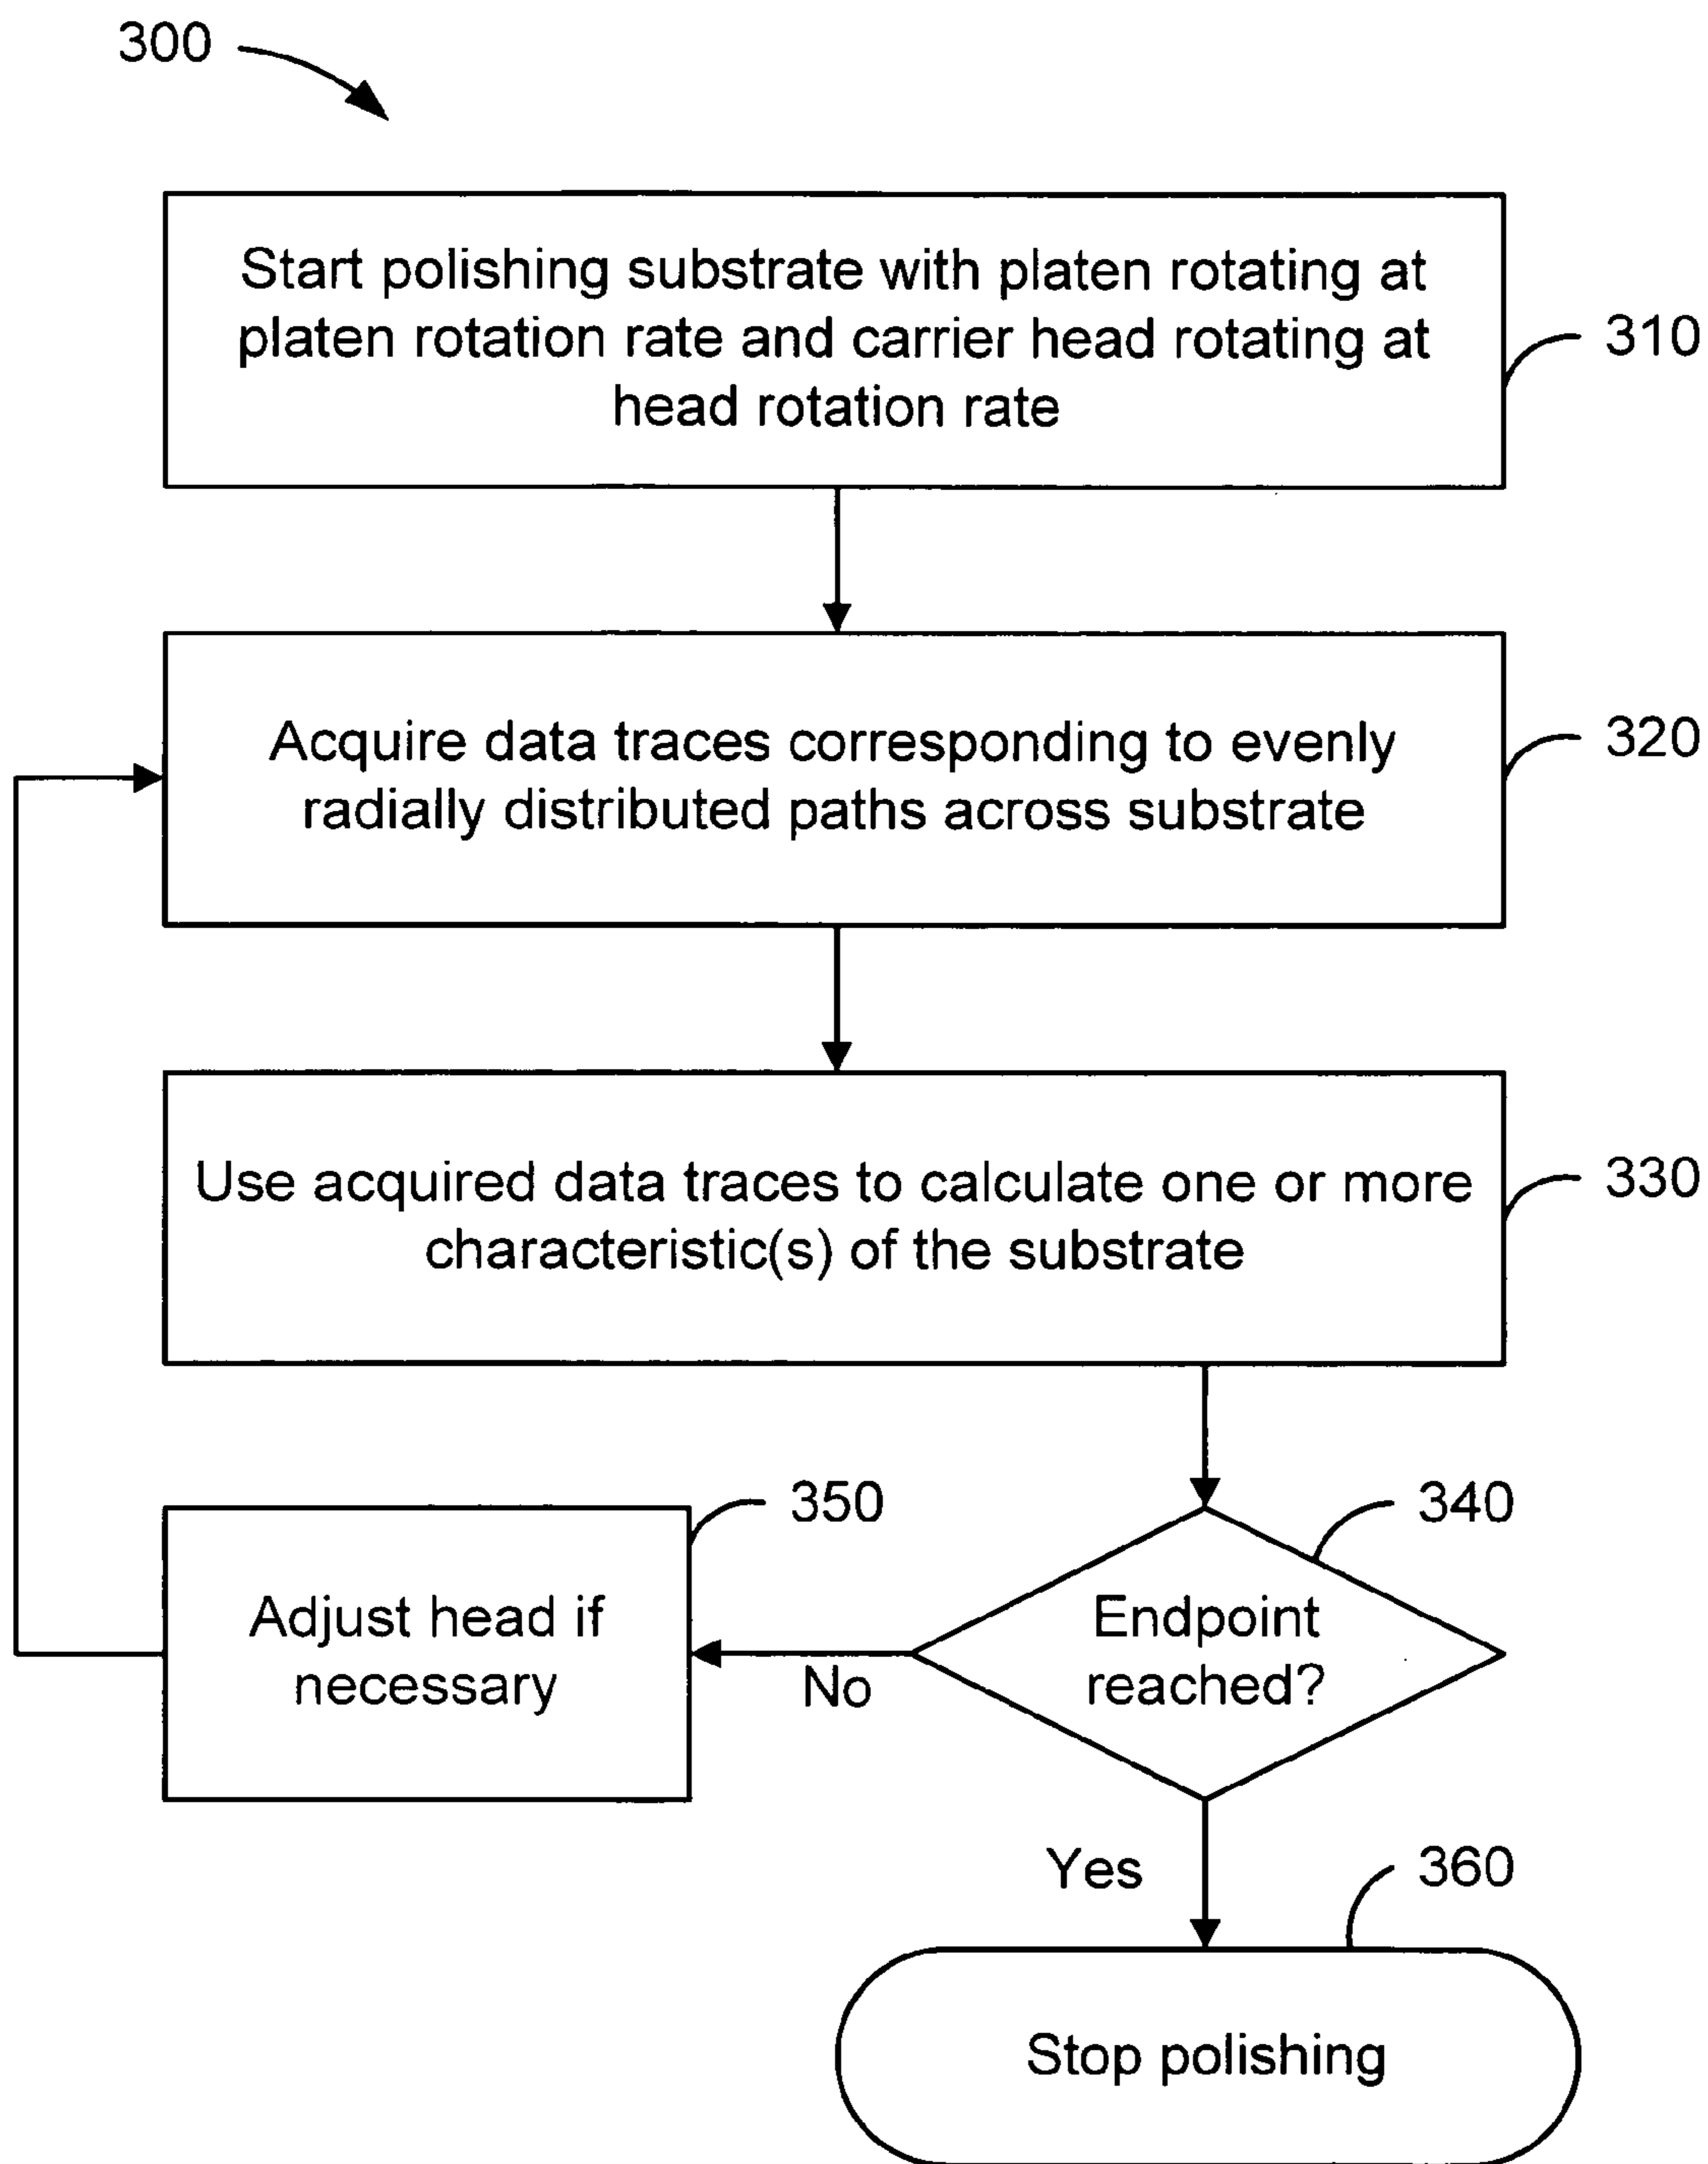 300
Start polishing substrate with platen rotating at
platen rotation rate and carrier head rotating at
head rotation rate
310
Acquire data traces corresponding to evenly
radially distributed paths across substrate
320
Use acquired data traces to calculate one or more
characteristic(s) of the substrate
330
350
340
Adjust head if
necessary
No
Endpoint
reached?
Yes
360
Stop polishing